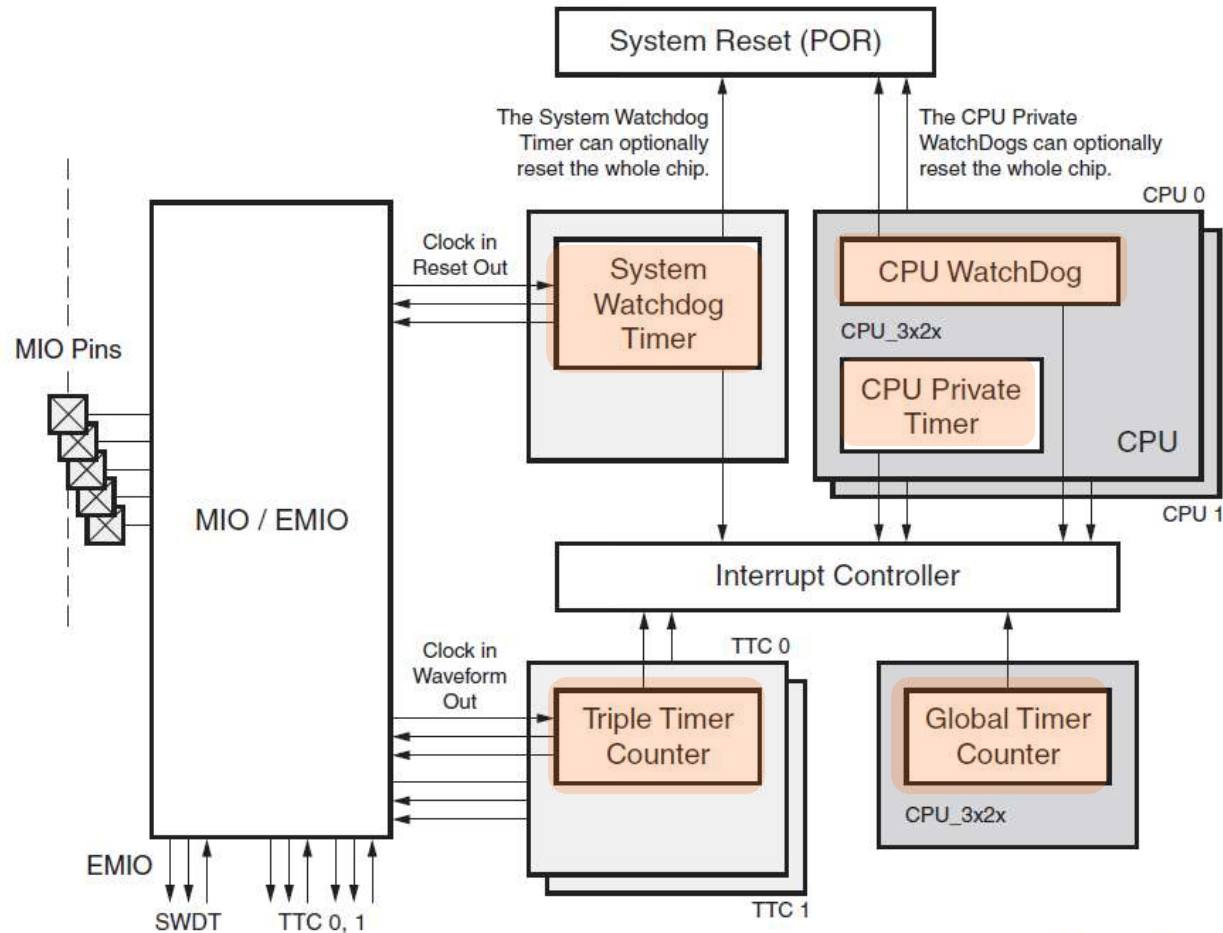 System Reset (POR)
The System Watchdog
Timer can optionally
reset the whole chip.
The CPU Private
WatchDogs can optionally
reset the whole chip.
CPU 0
Clock in
Reset Out
System
Watchdog
Timer
CPU WatchDog
CPU_3x2x
CPU Private
Timer
CPU
CPU 1
MIO Pins
MIO / EMIO
Interrupt Controller
Clock in
Waveform
Out
TTC 0
Triple Timer
Counter
Global Timer
Counter
CPU_3x2x
TTC 1
EMIO
SWDT
TTC 0, 1